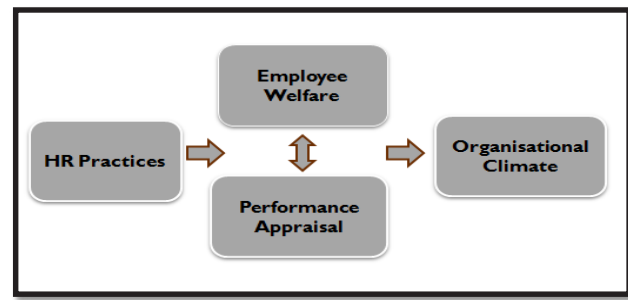 Employee
Welfare
HR Practices
Organisational
Climate
Performance
Appraisal